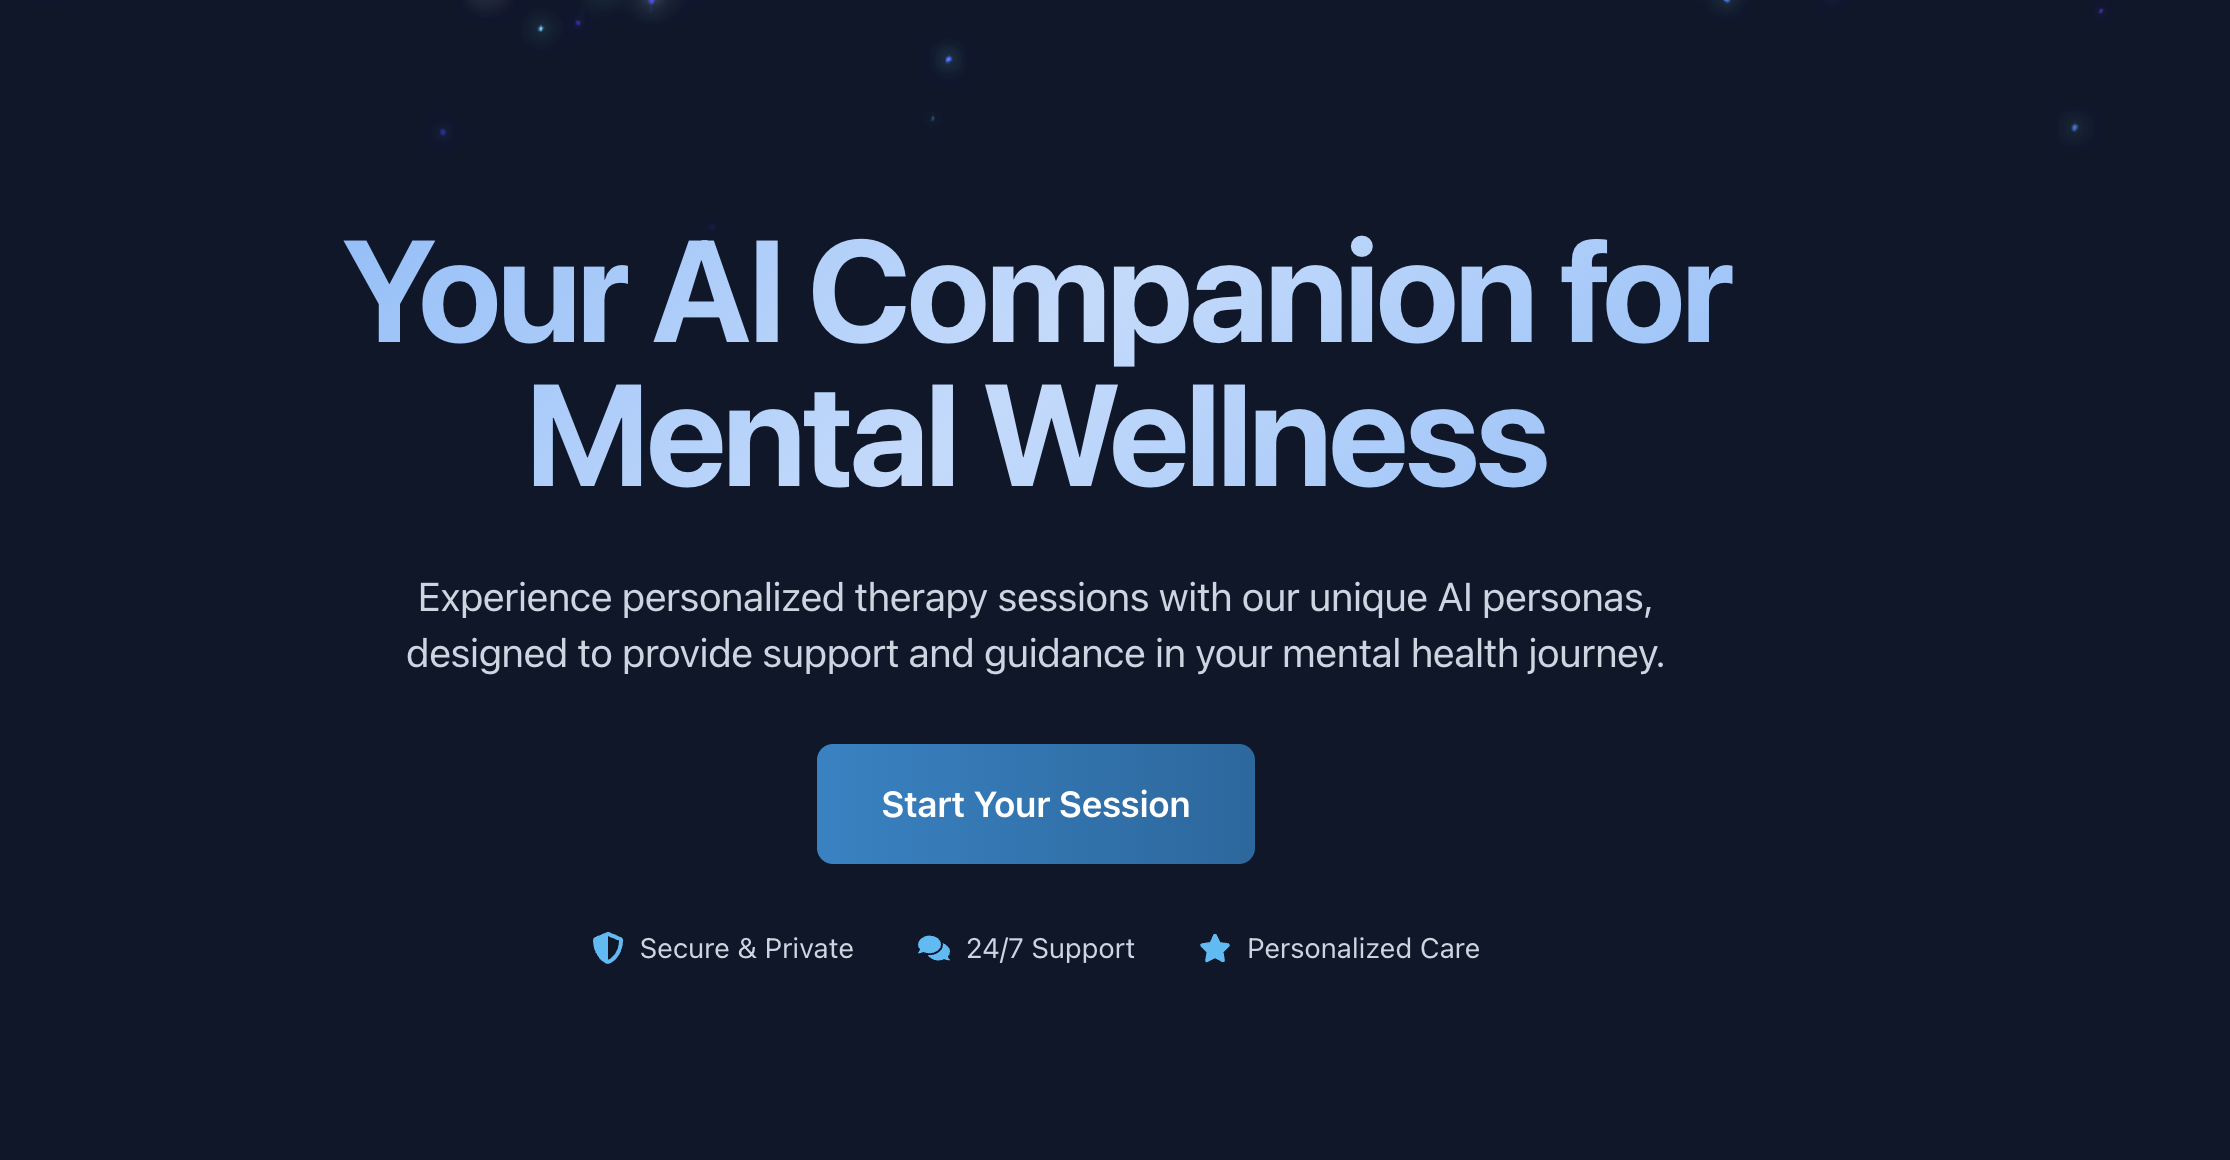 Your AI Companion for
Mental Wellness
Experience personalized therapy sessions with our unique AI personas,
designed to provide support and guidance in your mental health journey.
Start Your Session
Secure & Private
24/7 Support
Personalized Care